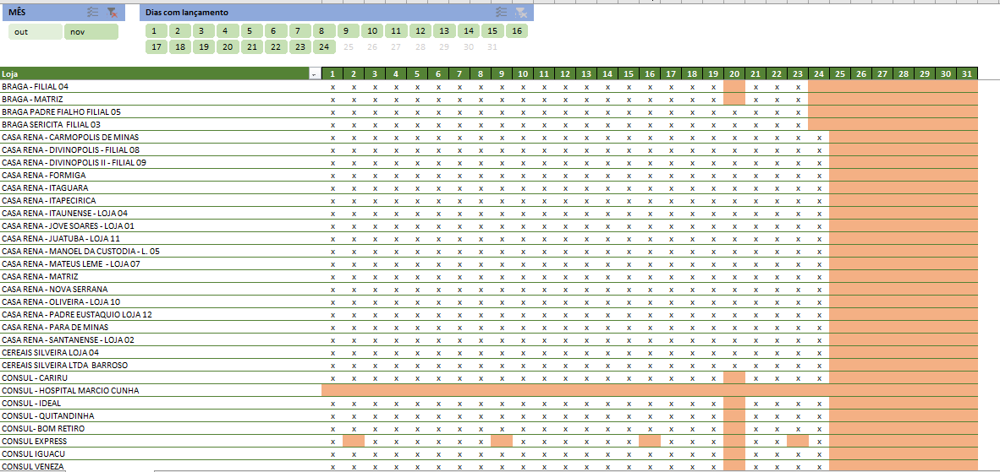 MÊS
out nov
Dias com lançamento
1 2 3 4 5 6 7 8 9 10 11 12 13 14 15 16
17 18 19 20 21 22 23 24 25 26 27 28 29 30 31
Loja 1 2 3 4 5 6 7 8 9 10 11 12 13 14 15 16 17 18 19 20 21 22 23 24 25 26 27 28 29 30 31
BRAGA - FILIAL 04 x x x x x x x x x x x x x x x x x x x x x x
BRAGA - MATRIZ x x x x x x x x x x x x x x x x x x x x x x
BRAGA PADRE FIALHO FILIAL 05 x x x x x x x x x x x x x x x x x x x x x x x
BRAGA SERICITA FILIAL 03 x x x x x x x x x x x x x x x x x x x x x x x
CASA RENA - CARMOPOLIS DE MINAS x x x x x x x x x x x x x x x x x x x x x x x x
CASA RENA - DIVINOPOLIS - FILIAL 08 x x x x x x x x x x x x x x x x x x x x x x x x
CASA RENA - DIVINOPOLIS II - FILIAL 09 x x x x x x x x x x x x x x x x x x x x x x x x
CASA RENA - FORMIGA x x x x x x x x x x x x x x x x x x x x x x x x
CASA RENA - ITAGUARA x x x x x x x x x x x x x x x x x x x x x x x x
CASA RENA - ITAPECIRICA x x x x x x x x x x x x x x x x x x x x x x x x
CASA RENA - ITAUNENSE - LOJA 04 x x x x x x x x x x x x x x x x x x x x x x x x
CASA RENA - JOVE SOARES - LOJA 01 x x x x x x x x x x x x x x x x x x x x x x x x
CASA RENA - JUATUBA - LOJA 11 x x x x x x x x x x x x x x x x x x x x x x x x
CASA RENA - MANOEL DA CUSTODIA - L. 05 x x x x x x x x x x x x x x x x x x x x x x x x
CASA RENA - MATEUS LEME - LOJA 07 x x x x x x x x x x x x x x x x x x x x x x x x
CASA RENA - MATRIZ x x x x x x x x x x x x x x x x x x x x x x x x
CASA RENA - NOVA SERRANA x x x x x x x x x x x x x x x x x x x x x x x x
CASA RENA - OLIVEIRA - LOJA 10 x x x x x x x x x x x x x x x x x x x x x x x x
CASA RENA - PADRE EUSTAQUIO LOJA 12 x x x x x x x x x x x x x x x x x x x x x x x x
CASA RENA - PARA DE MINAS x x x x x x x x x x x x x x x x x x x x x x x x
CASA RENA - SANTANENSE - LOJA 02 x x x x x x x x x x x x x x x x x x x x x x x x
CEREAIS SILVEIRA LOJA 04 x x x x x x x x x x x x x x x x x x x x x x x x
CEREAIS SILVEIRA LTDA BARROSO x x x x x x x x x x x x x x x x x x x x x x x x
CONSUL - CARIRU x x x x x x x x x x x x x x x x x x x x x x x
CONSUL - HOSPITAL MARCIO CUNHA
CONSUL - IDEAL x x x x x x x x x x x x x x x x x x x x x x x
CONSUL - QUITANDINHA x x x x x x x x x x x x x x x x x x x x x x x
CONSUL- BOM RETIRO x x x x x x x x x x x x x x x x x x x x x x x
CONSUL EXPRESS x x x x x x x x x x x x x x x x x x x
CONSUL IGUACU x x x x x x x x x x x x x x x x x x x x x x x
CONSUL VENEZA x x x x x x x x x x x x x x x x x x x x x x x